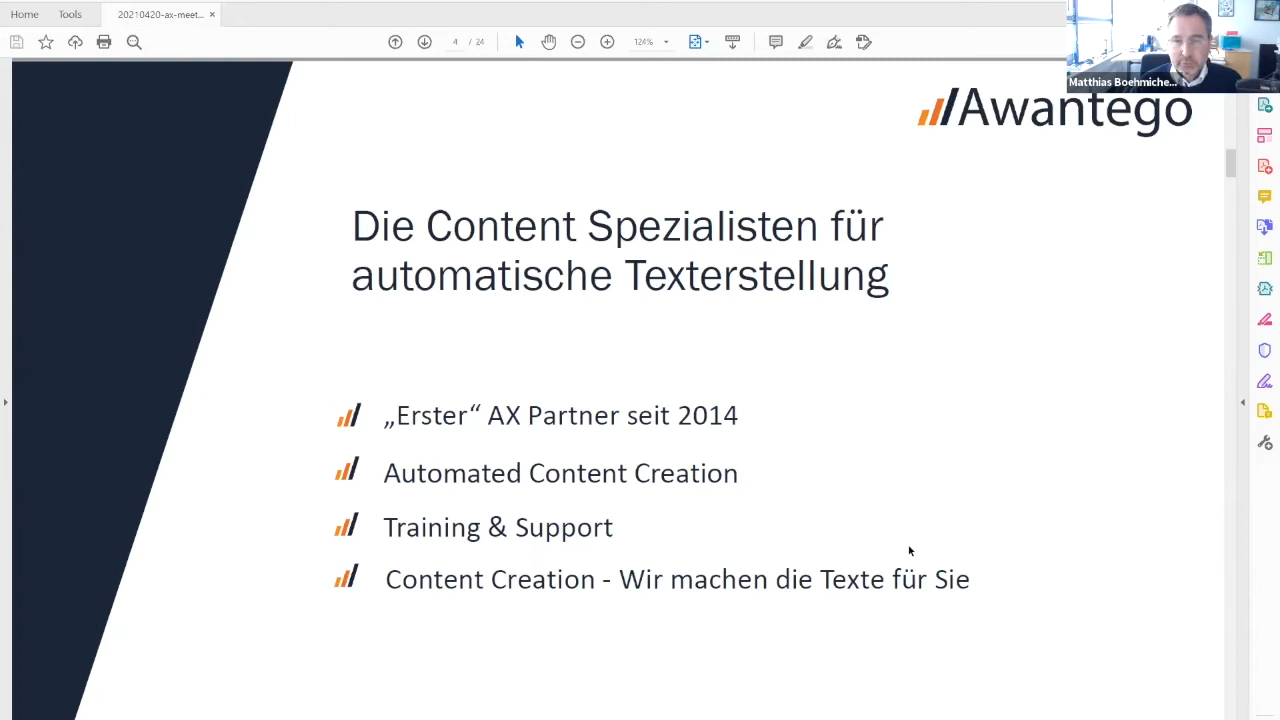 Home
Tools
20210420-ax-meet... ×
4 / 24
124%
Matthias Boehmiche...
Awantego
Die Content Spezialisten für
automatische Texterstellung
„Erster“ AX Partner seit 2014
Automated Content Creation
Training & Support
Content Creation - Wir machen die Texte für Sie